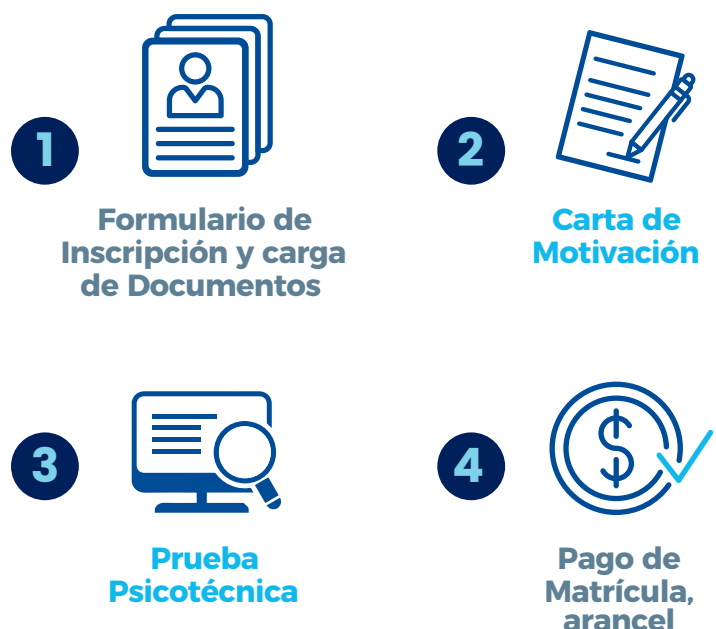 1
Formulario de
Inscripción y carga
de Documentos
2
Carta de
Motivación
3
Prueba
Psicotécnica
4
Pago de
Matrícula,
arancel